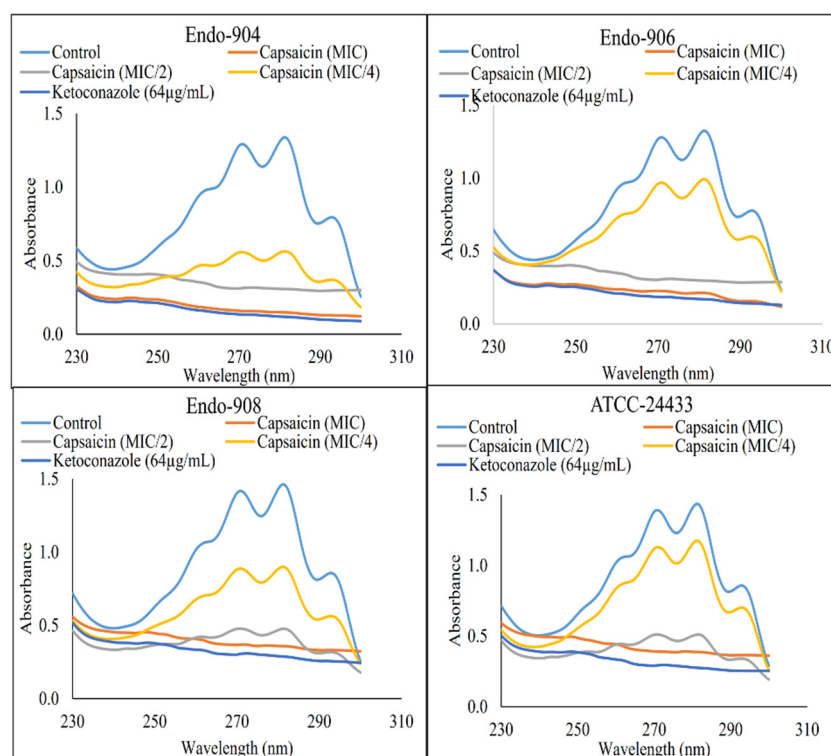 Endo-904
Control Capsaicin (MIC)
Capsaicin (MIC/2) Capsaicin (MIC/4)
Ketoconazole (64µg/mL)
1.5
1.0
0.5
0.0
Absorbance
230 250 270 290 310
Wavelength (nm)
Endo-906
Control Capsaicin (MIC)
Capsaicin (MIC/2) Capsaicin (MIC/4)
Ketoconazole (64µg/mL)
1.5
1.0
0.5
0.0
Absorbance
230 250 270 290 310
Wavelength (nm)
Endo-908
Control Capsaicin (MIC)
Capsaicin (MIC/2) Capsaicin (MIC/4)
Ketoconazole (64µg/mL)
1.5
1.0
0.5
0.0
Absorbance
230 250 270 290 310
Wavelength (nm)
ATCC-24433
Control Capsaicin (MIC)
Capsaicin (MIC/2) Capsaicin (MIC/4)
Ketoconazole (64µg/mL)
1.5
1.0
0.5
0.0
Absorbance
230 250 270 290 310
Wavelength (nm)